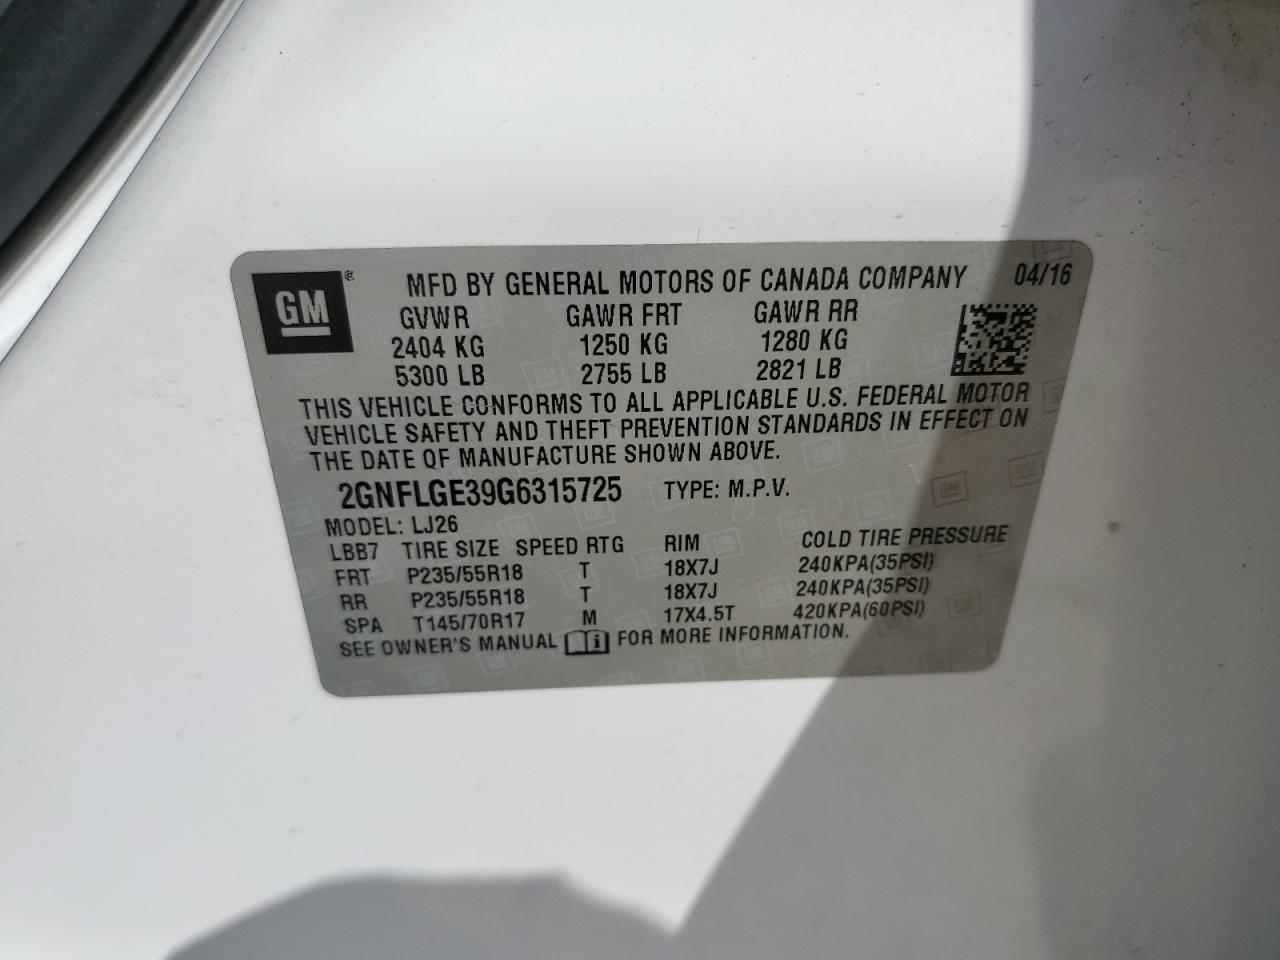 GM ® MFD BY GENERAL MOTORS OF CANADA COMPANY 04/16
GVWR GAWR FRT GAWR RR
2404 KG 1250 KG 1280 KG
5300 LB 2755 LB 2821 LB
THIS VEHICLE CONFORMS TO ALL APPLICABLE U.S. FEDERAL MOTOR
VEHICLE SAFETY AND THEFT PREVENTION STANDARDS IN EFFECT ON
THE DATE OF MANUFACTURE SHOWN ABOVE.
2GNFLGE39G6315725 TYPE: M.P.V.
MODEL: LJ26
LBB7 TIRE SIZE SPEED RTG RIM COLD TIRE PRESSURE
FRT P235/55R18 T 18X7J 240KPA(35PSI)
RR P235/55R18 T 18X7J 240KPA(35PSI)
SPA T145/70R17 M 17X4.5T 420KPA(60PSI)
SEE OWNER'S MANUAL i FOR MORE INFORMATION.